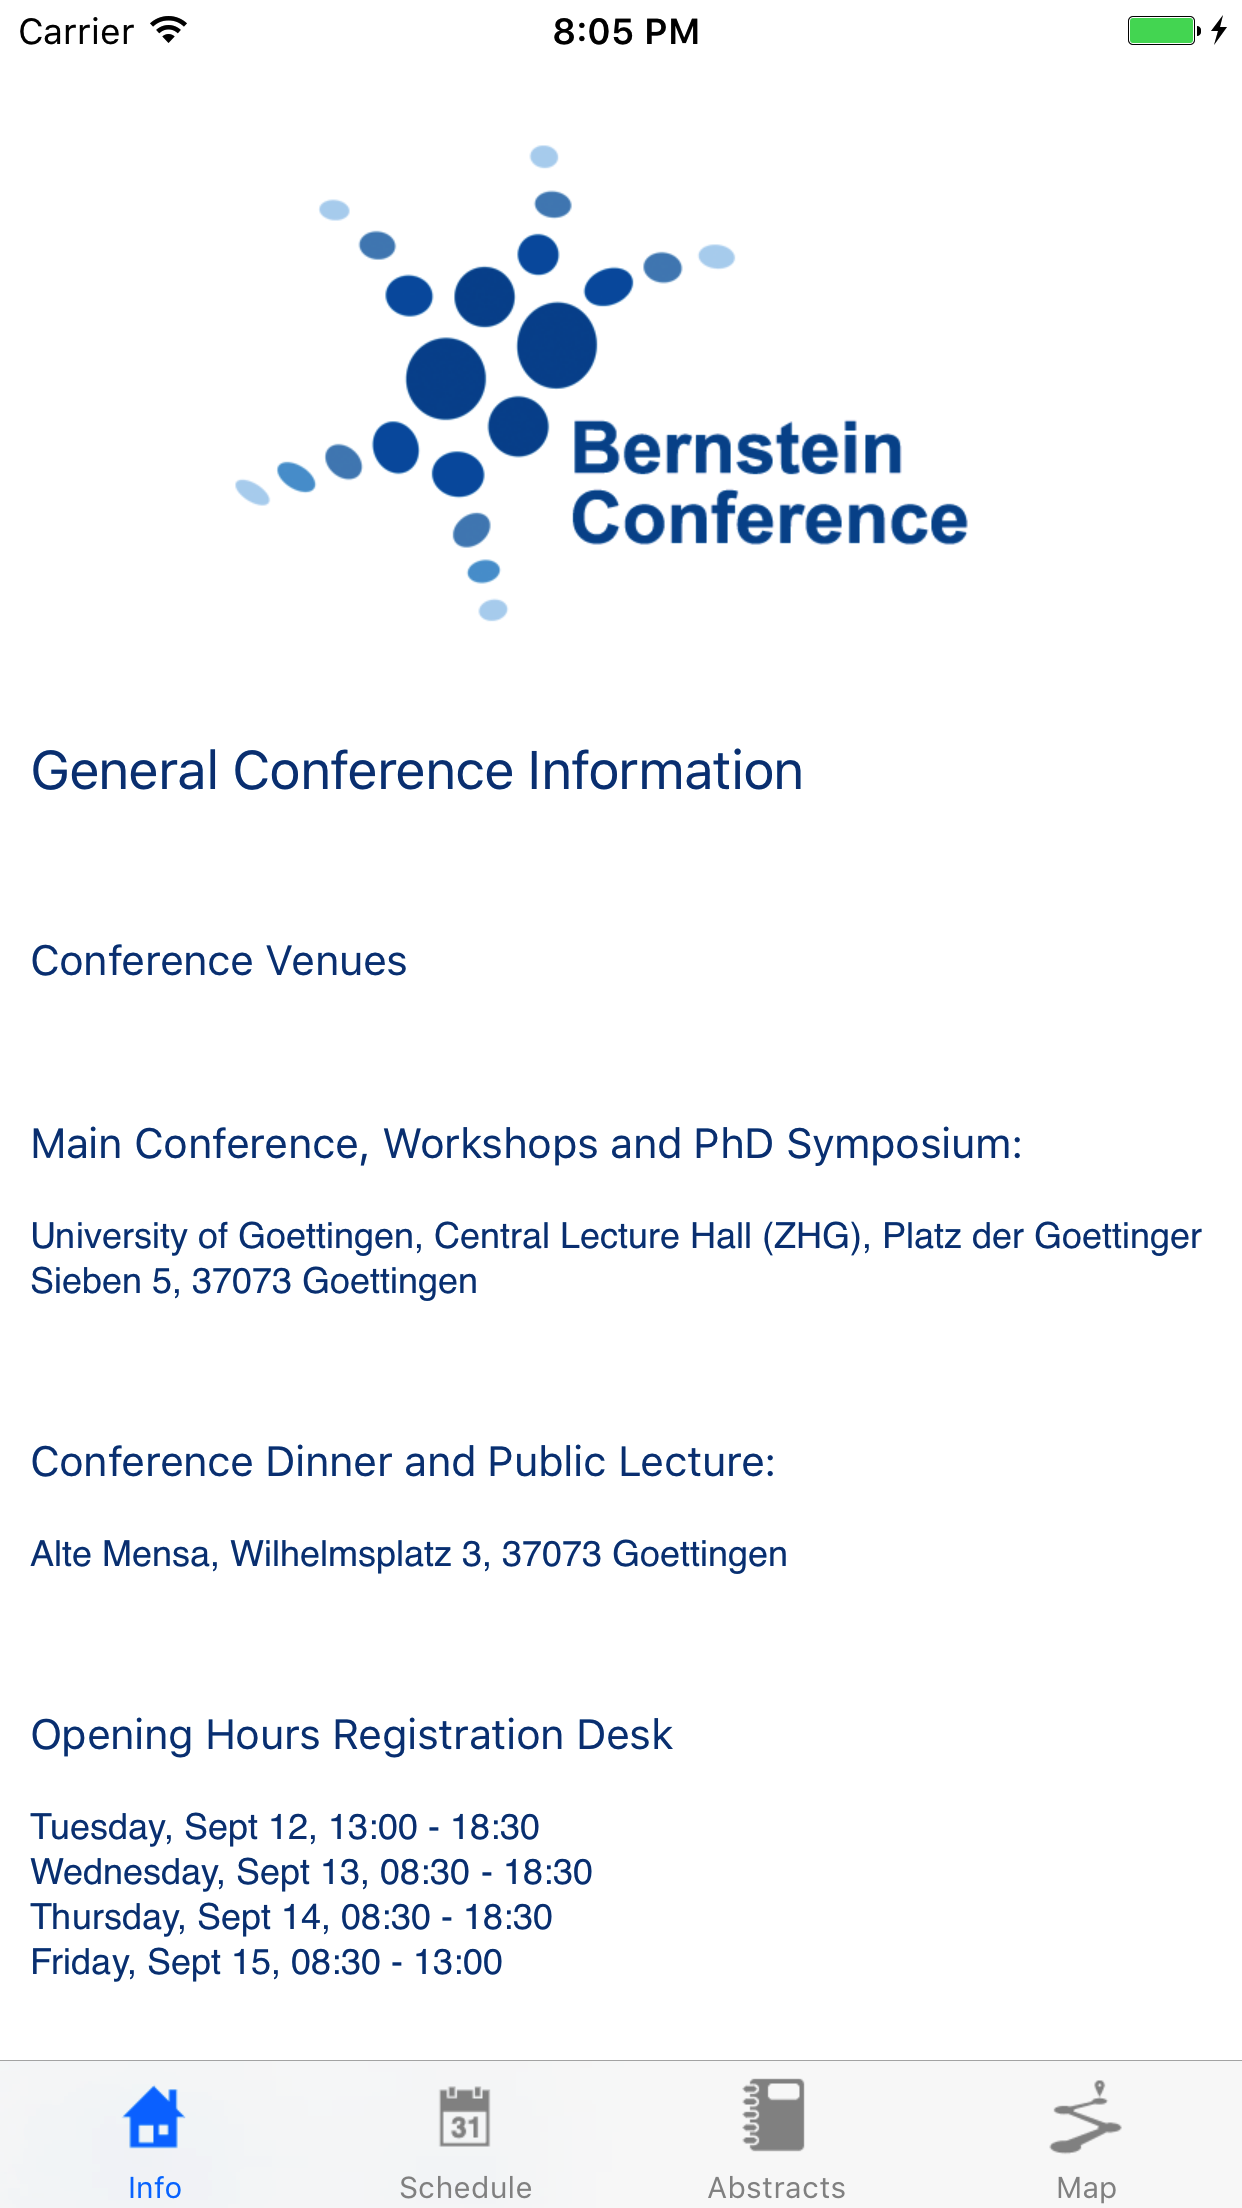 Carrier 8:05 PM
Bernstein
Conference
General Conference Information
Conference Venues
Main Conference, Workshops and PhD Symposium:
University of Goettingen, Central Lecture Hall (ZHG), Platz der Goettinger
Sieben 5, 37073 Goettingen
Conference Dinner and Public Lecture:
Alte Mensa, Wilhelmsplatz 3, 37073 Goettingen
Opening Hours Registration Desk
Tuesday, Sept 12, 13:00 - 18:30
Wednesday, Sept 13, 08:30 - 18:30
Thursday, Sept 14, 08:30 - 18:30
Friday, Sept 15, 08:30 - 13:00
31
Info Schedule Abstracts Map